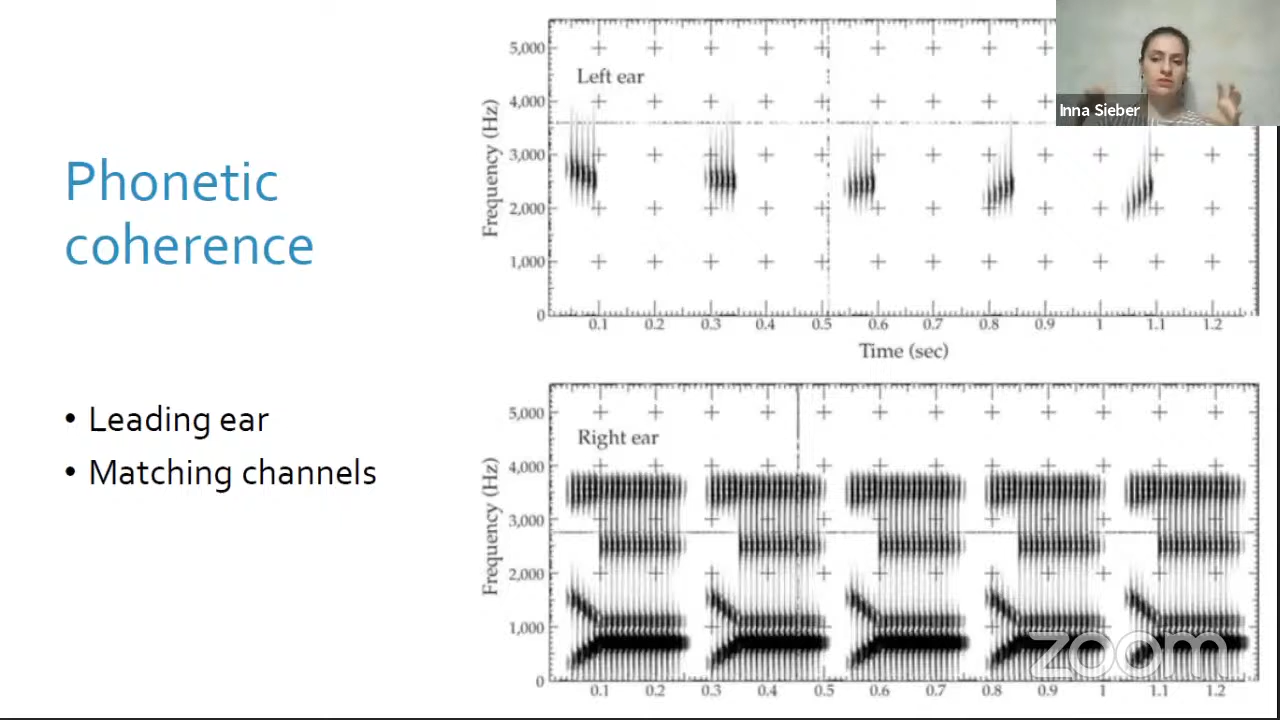 Phonetic
coherence
• Leading ear
• Matching channels
Left ear
Frequency (Hz)
5,000
4,000
3,000
2,000
1,000
0
0.1 0.2 0.3 0.4 0.5 0.6 0.7 0.8 0.9 1 1.1 1.2
Time (sec)
Right ear
Frequency (Hz)
5,000
4,000
3,000
2,000
1,000
0
0.1 0.2 0.3 0.4 0.5 0.6 0.7 0.8 0.9 1 1.1 1.2
Inna Sieber
zoom